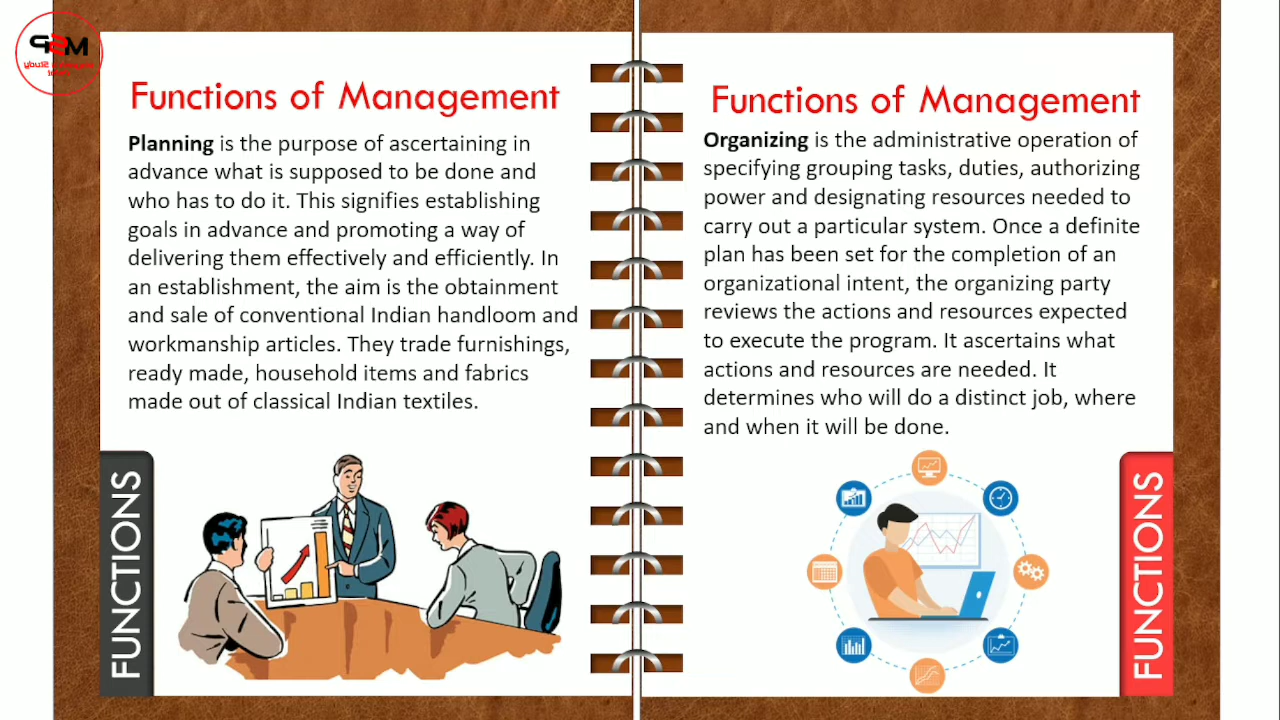 Functions of Management
Planning is the purpose of ascertaining in
advance what is supposed to be done and
who has to do it. This signifies establishing
goals in advance and promoting a way of
delivering them effectively and efficiently. In
an establishment, the aim is the obtainment
and sale of conventional Indian handloom and
workmanship articles. They trade furnishings,
ready made, household items and fabrics
made out of classical Indian textiles.
FUNCTIONS
Functions of Management
Organizing is the administrative operation of
specifying grouping tasks, duties, authorizing
power and designating resources needed to
carry out a particular system. Once a definite
plan has been set for the completion of an
organizational intent, the organizing party
reviews the actions and resources expected
to execute the program. It ascertains what
actions and resources are needed. It
determines who will do a distinct job, where
and when it will be done.
FUNCTIONS